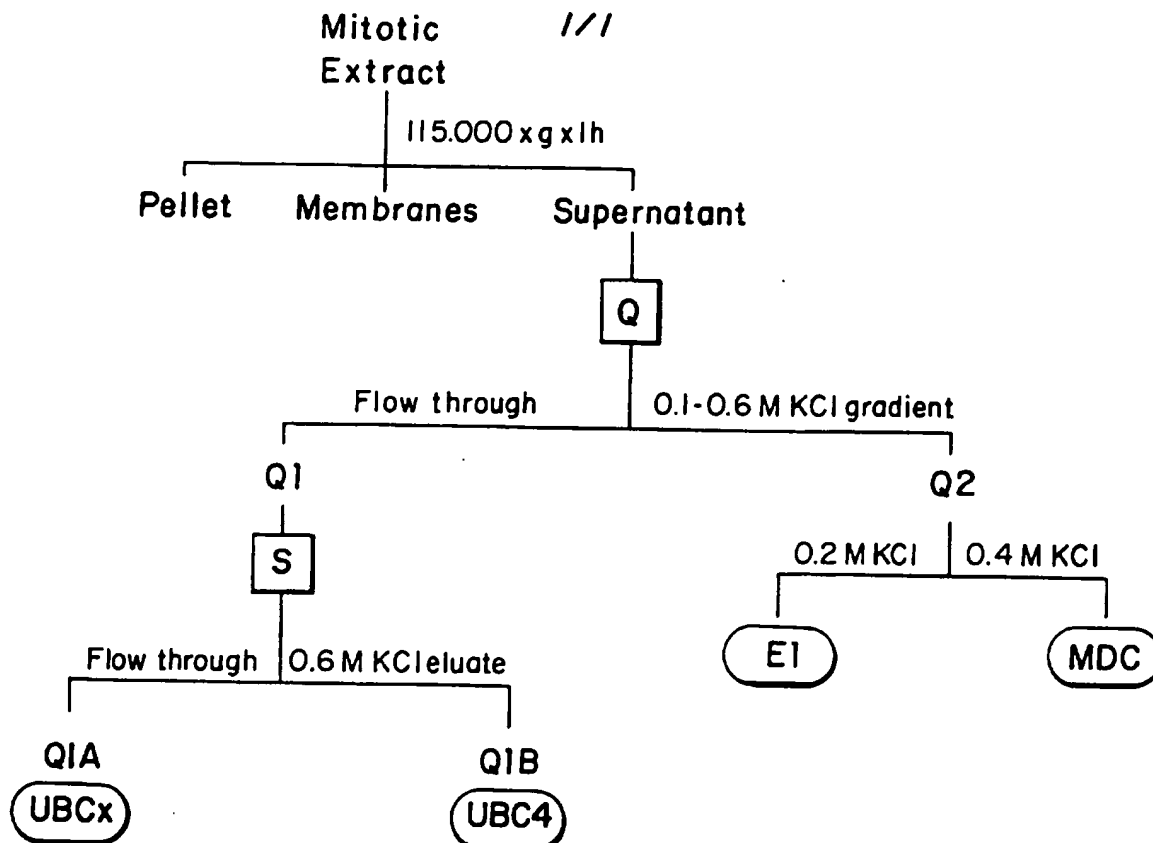 Mitotic 1/1
Extract
115.000 x g x 1h
Pellet Membranes Supernatant
Q
Flow through 0.1-0.6 M KCl gradient
Q1 Q2
S 0.2 M KCl 0.4 M KCl
E1 MDC
Flow through 0.6 M KCl eluate
Q1A Q1B
UBCx UBC4